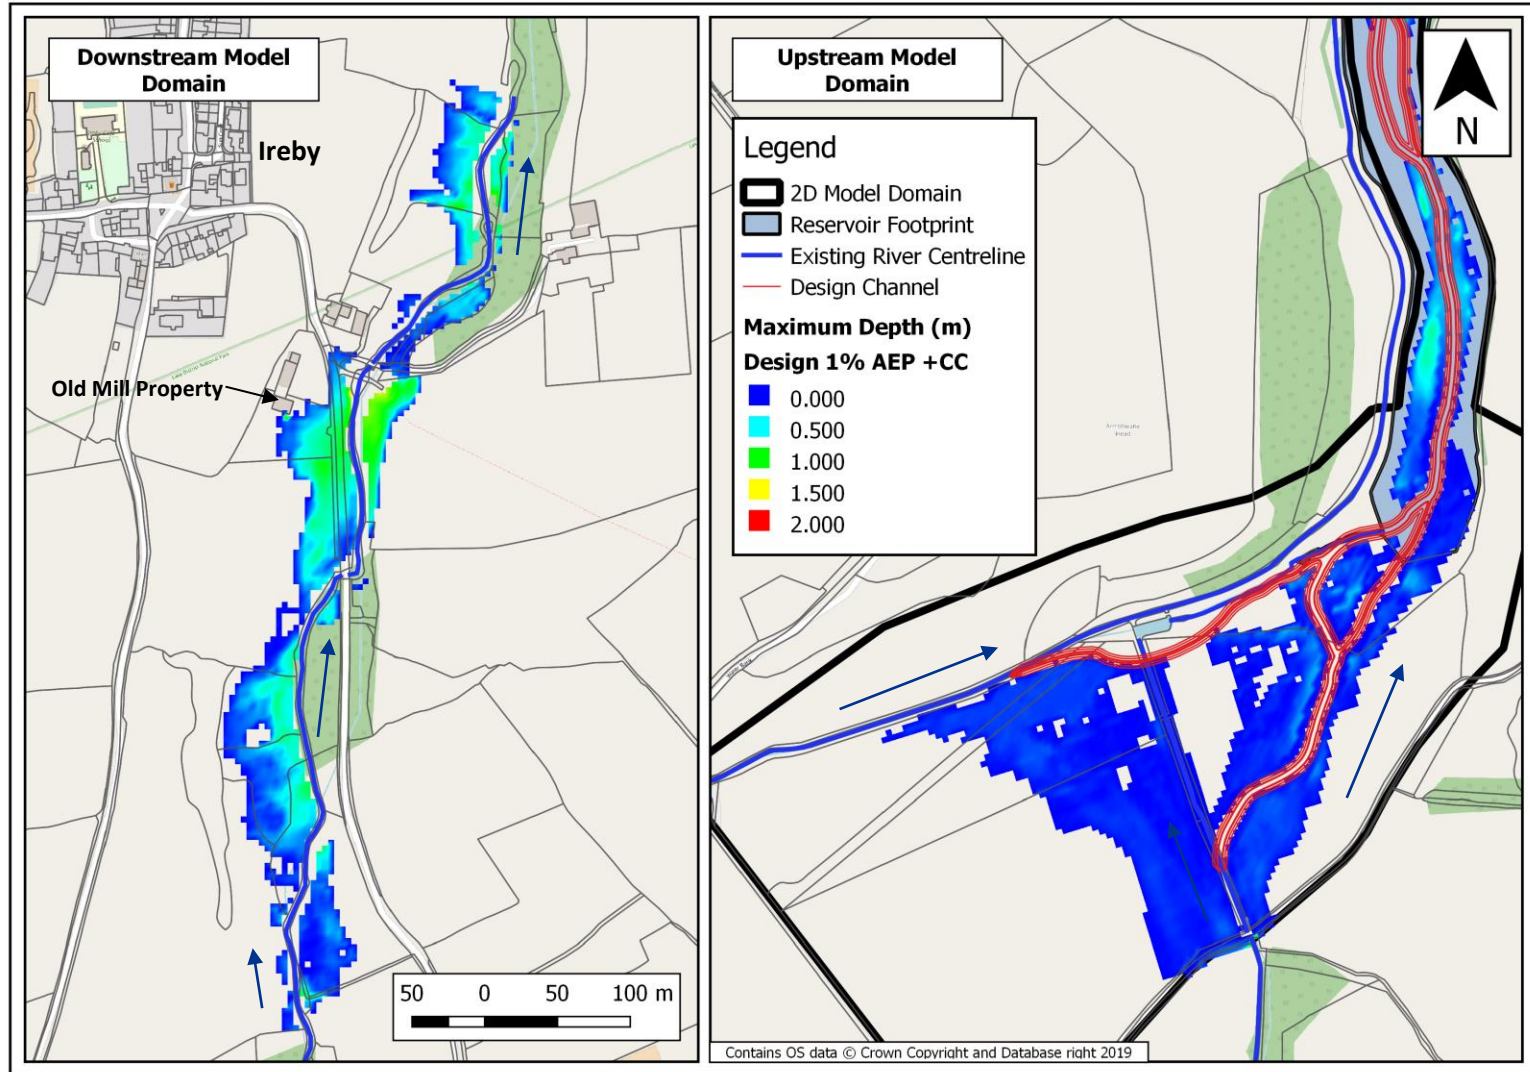 Downstream Model
Domain
Ireby
Old Mill Property
50 0 50 100 m
Upstream Model
Domain
N
Legend
2D Model Domain
Reservoir Footprint
Existing River Centreline
Design Channel
Maximum Depth (m)
Design 1% AEP +CC
0.000
0.500
1.000
1.500
2.000
Contains OS data © Crown Copyright and Database right 2019